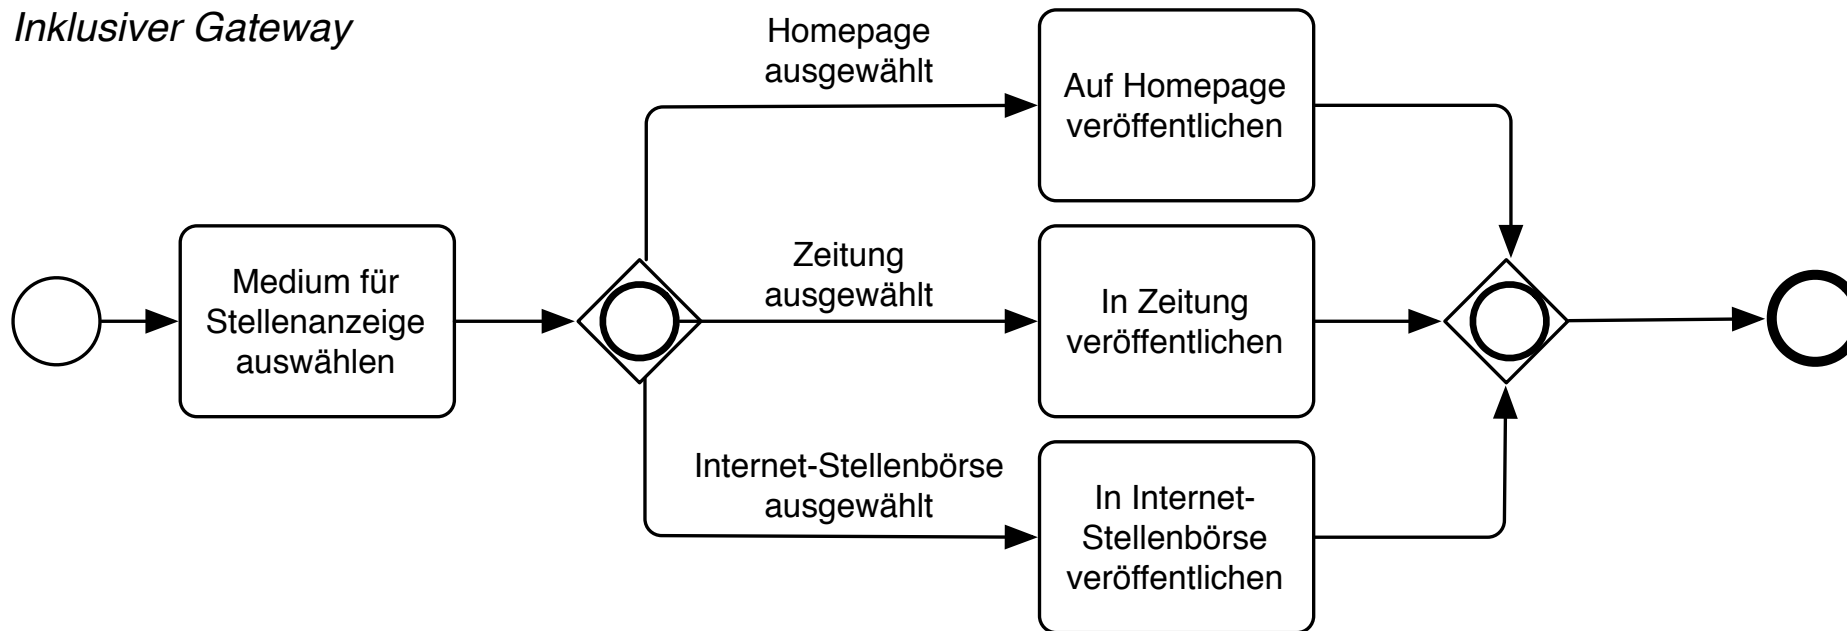 Inklusiver Gateway
Homepage
ausgewählt
Auf Homepage
veröffentlichen
Medium für
Stellenanzeige
auswählen
Zeitung
ausgewählt
In Zeitung
veröffentlichen
Internet-Stellenbörse
ausgewählt
In Internet-
Stellenbörse
veröffentlichen